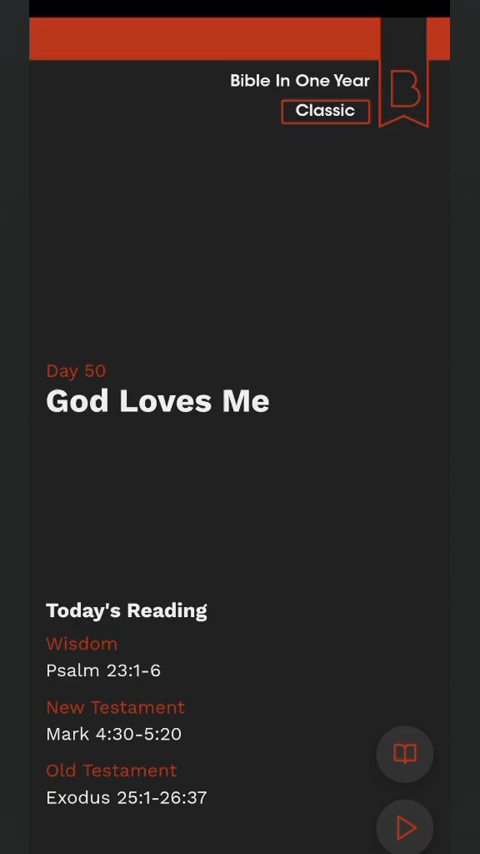 Bible In One Year
Classic
Day 50
God Loves Me
Today's Reading
Wisdom
Psalm 23:1-6
New Testament
Mark 4:30-5:20
Old Testament
Exodus 25:1-26:37